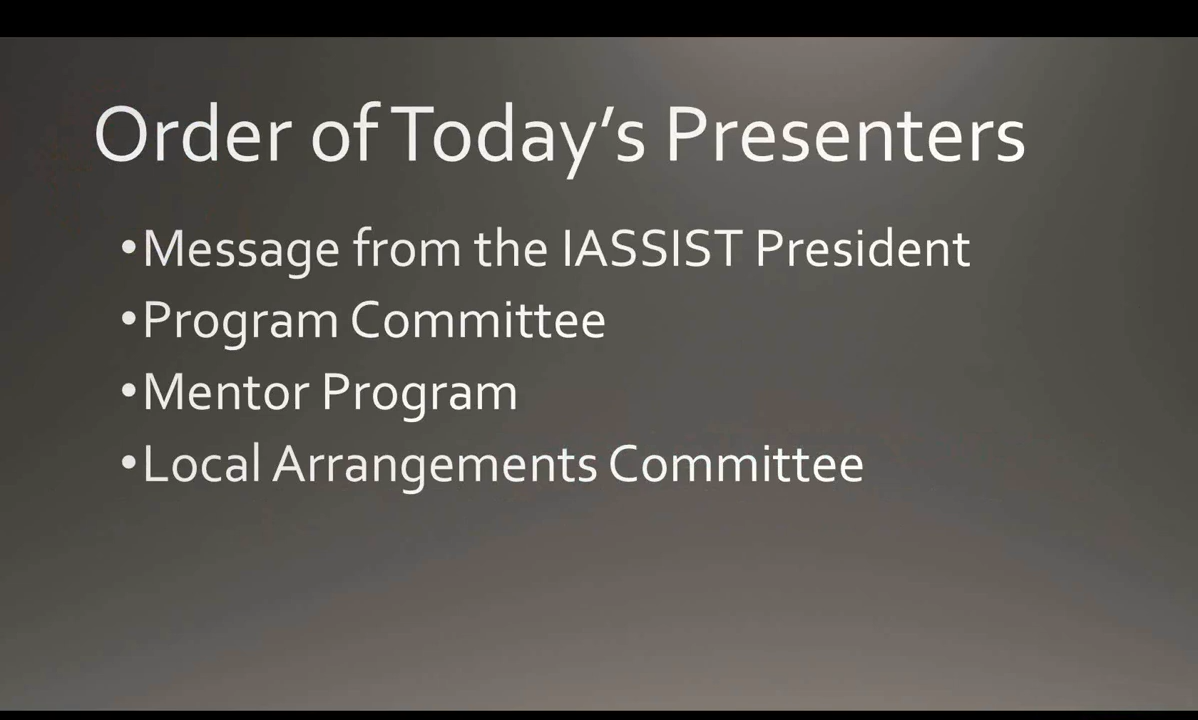 Order of Today’s Presenters
•Message from the IASSIST President
•Program Committee
•Mentor Program
•Local Arrangements Committee